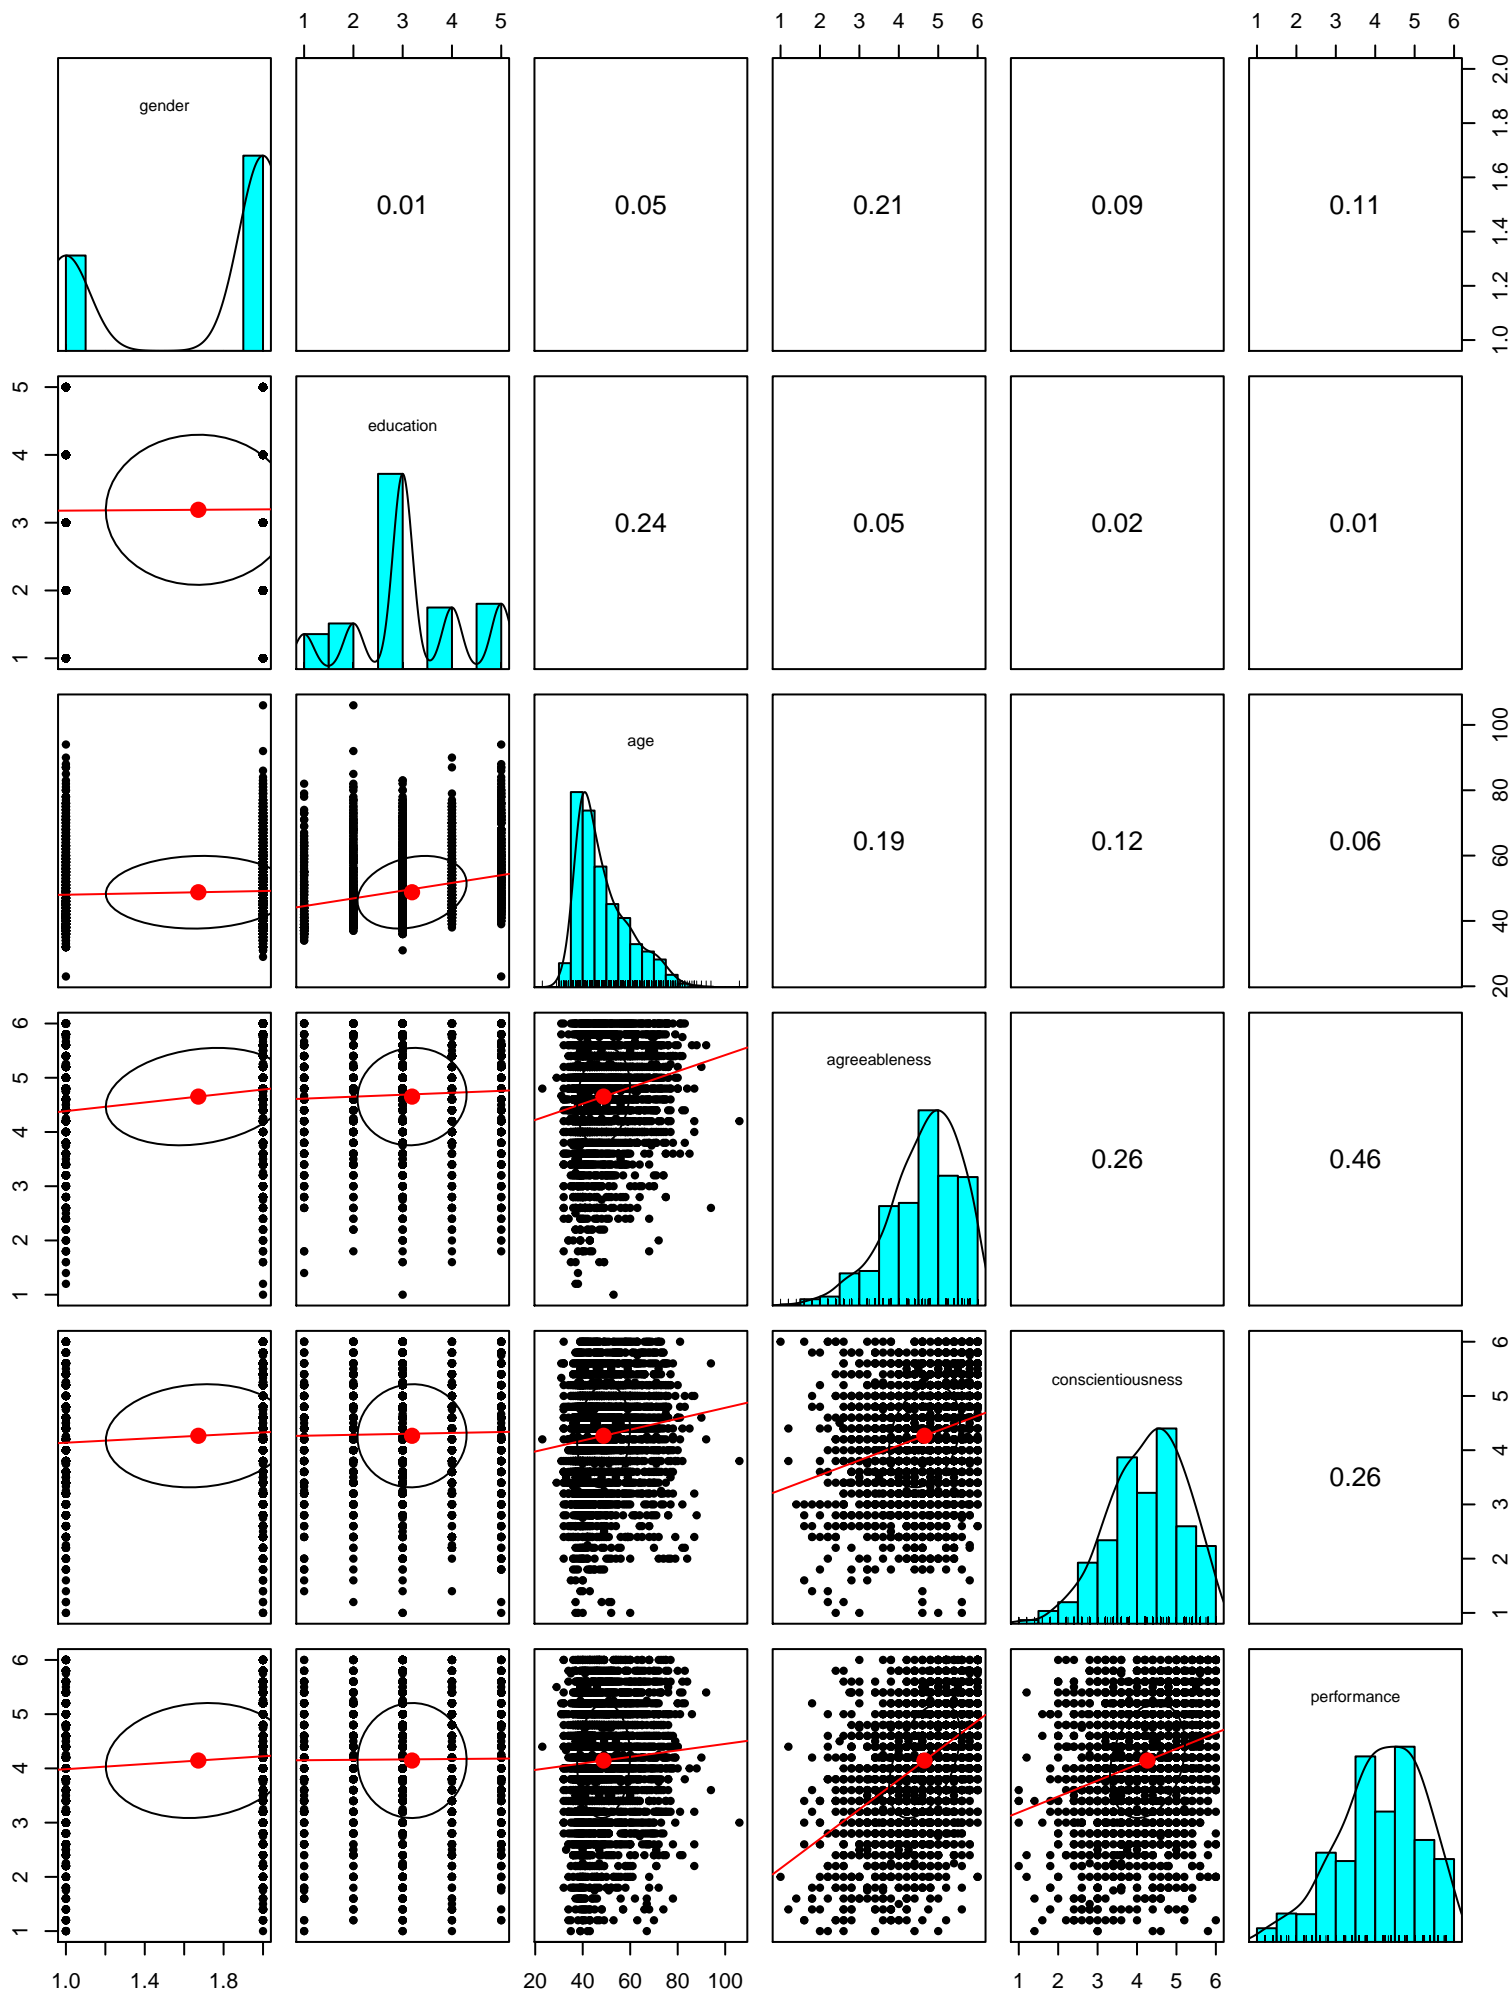 1 2 3 4 5 1 2 3 4 5 6 1 2 3 4 5 6
gender 0.01 0.05 0.21 0.09 0.11
1.0 1.2 1.4 1.6 1.8 2.0
1 2 3 4 5
education 0.24 0.05 0.02 0.01
age 0.19 0.12 0.06
20 40 60 80 100
1 2 3 4 5 6
agreeableness 0.26 0.46
conscientiousness 0.26
1 2 3 4 5 6
1 2 3 4 5 6
performance
1.0 1.4 1.8 20 40 60 80 100 1 2 3 4 5 6